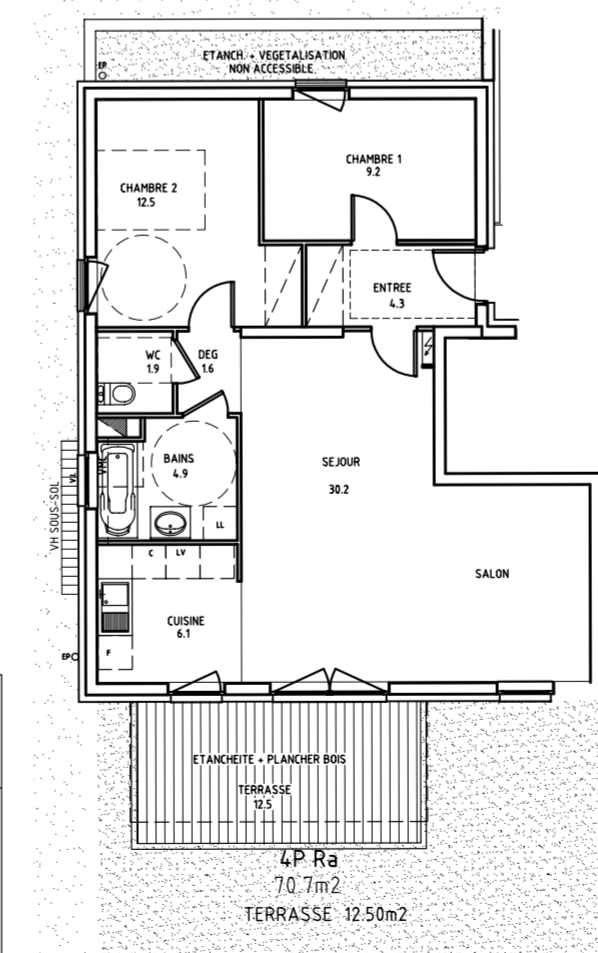 ETANCH. + VEGETALISATION
NON ACCESSIBLE
EP
CHAMBRE 1
9.2
CHAMBRE 2
12.5
ENTREE
4.3
WC
1.9
DEG
1.6
BAINS
4.9
SEJOUR
30.2
VH SOUS-SOL
LL
C
LV
SALON
CUISINE
6.1
F
EP
ETANCHEITE + PLANCHER BOIS
TERRASSE
12.5
4P Ra
70.7m2
TERRASSE 12.50m2